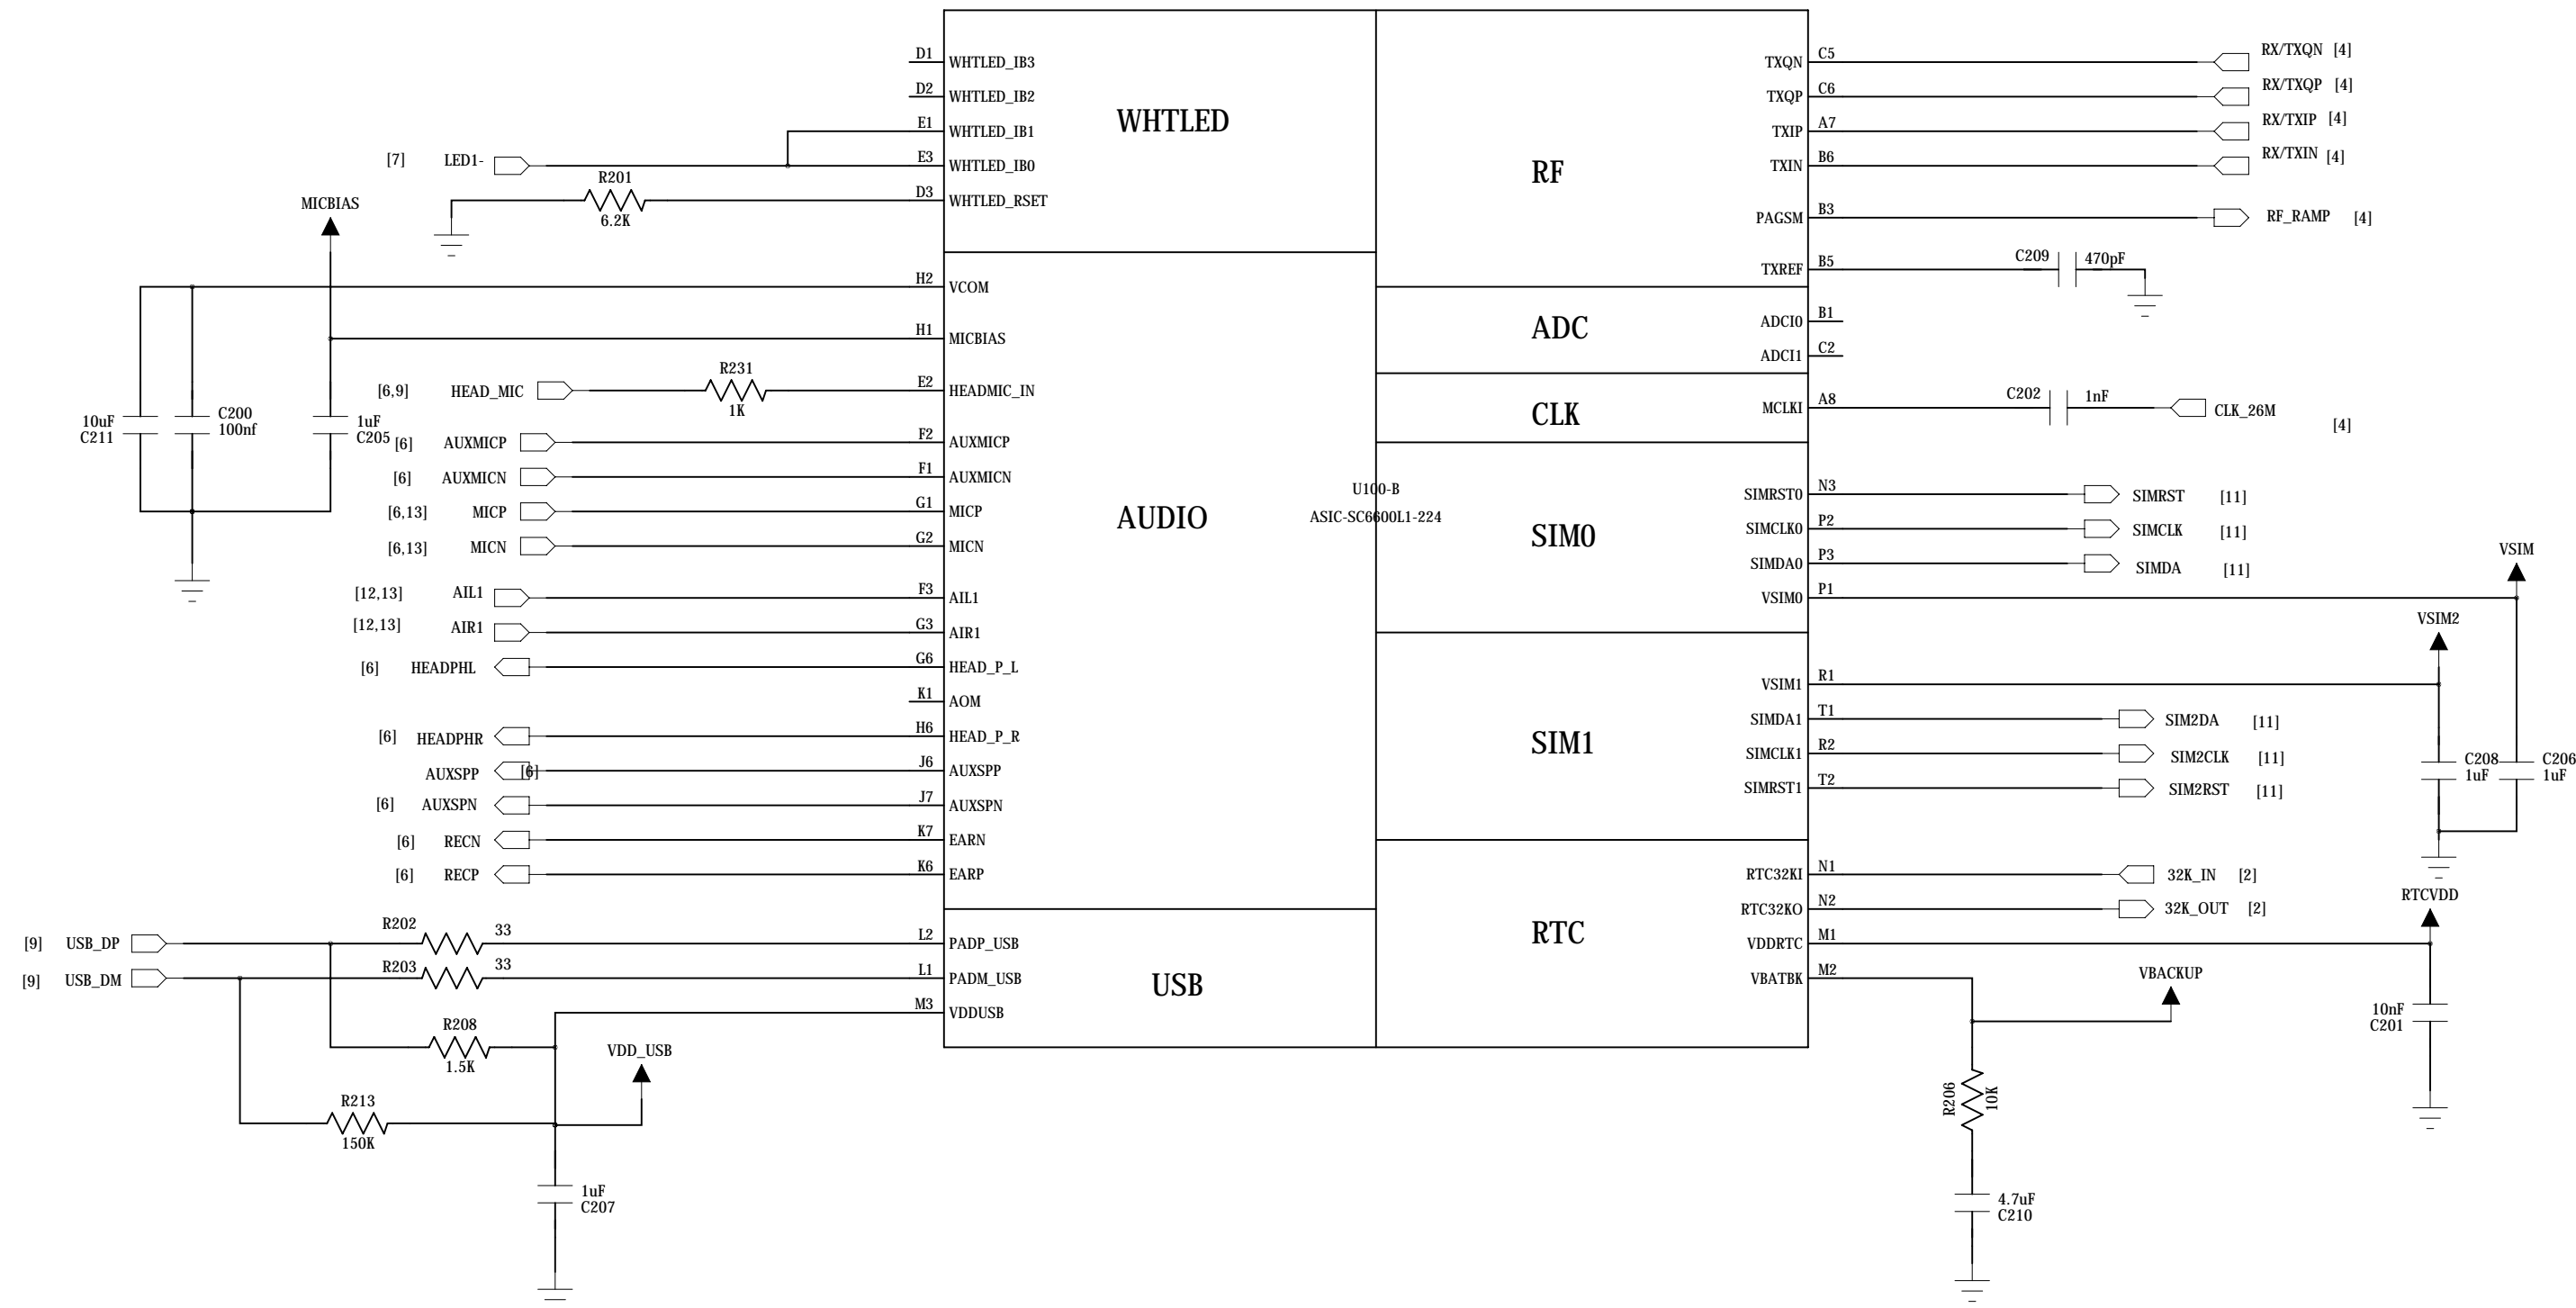 WHTLED
D1 WHTLED_IB3
D2 WHTLED_IB2
E1 WHTLED_IB1
[7] LED1- E3 WHTLED_IB0
R201
6.2K
D3 WHTLED_RSET
MICBIAS
AUDIO
H2 VCOM
H1 MICBIAS
[6,9] HEAD_MIC R231 E2 HEADMIC_IN
1K
10uF
C211
C200
100nf
1uF
C205
[6] AUXMICP F2 AUXMICP
[6] AUXMICN F1 AUXMICN
[6,13] MICP G1 MICP
[6,13] MICN G2 MICN
[12,13] AIL1 F3 AIL1
[12,13] AIR1 G3 AIR1
[6] HEADPHL G6 HEAD_P_L
K1 AOM
[6] HEADPHR H6 HEAD_P_R
AUXSPP [6] J6 AUXSPP
[6] AUXSPN J7 AUXSPN
[6] RECN K7 EARN
[6] RECP K6 EARP
USB
[9] USB_DP R202 33 L2 PADP_USB
[9] USB_DM R203 33 L1 PADM_USB
M3 VDDUSB
R208
1.5K
VDD_USB
R213
150K
1uF
C207
U100-B
ASIC-SC6600L1-224
RF
TXQN C5 RX/TXQN [4]
TXQP C6 RX/TXQP [4]
TXIP A7 RX/TXIP [4]
TXIN B6 RX/TXIN [4]
PAGSM B3 RF_RAMP [4]
TXREF B5 C209 470pF
ADC
ADCI0 B1
ADCI1 C2
CLK
MCLKI A8 C202 1nF CLK_26M
[4]
SIM0
SIMRST0 N3 SIMRST [11]
SIMCLK0 P2 SIMCLK [11]
SIMDA0 P3 SIMDA [11]
VSIM0 P1 VSIM
SIM1
VSIM2
VSIM1 R1
SIMDA1 T1 SIM2DA [11]
SIMCLK1 R2 SIM2CLK [11]
SIMRST1 T2 SIM2RST [11]
C208
1uF
C206
1uF
RTC
RTC32KI N1 32K_IN [2]
RTC32KO N2 32K_OUT [2]
RTCVDD
VDDRTC M1
VBATBK M2
VBACKUP
10nF
C201
R206
10K
4.7uF
C210